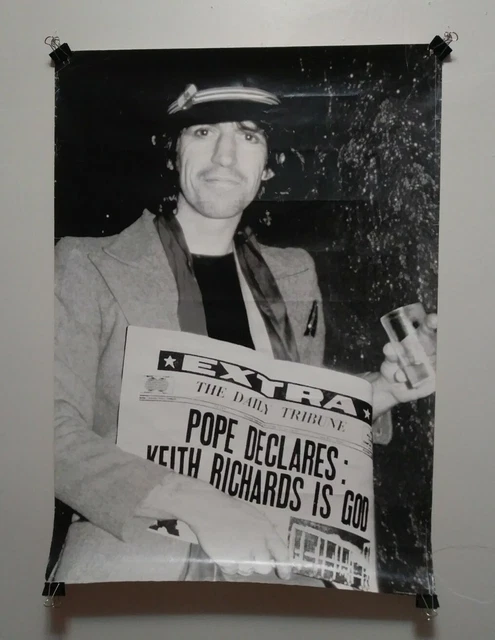 EXTRA
THE DAILY TRIBUNE
POPE DECLARES:
KEITH RICHARDS IS GOD